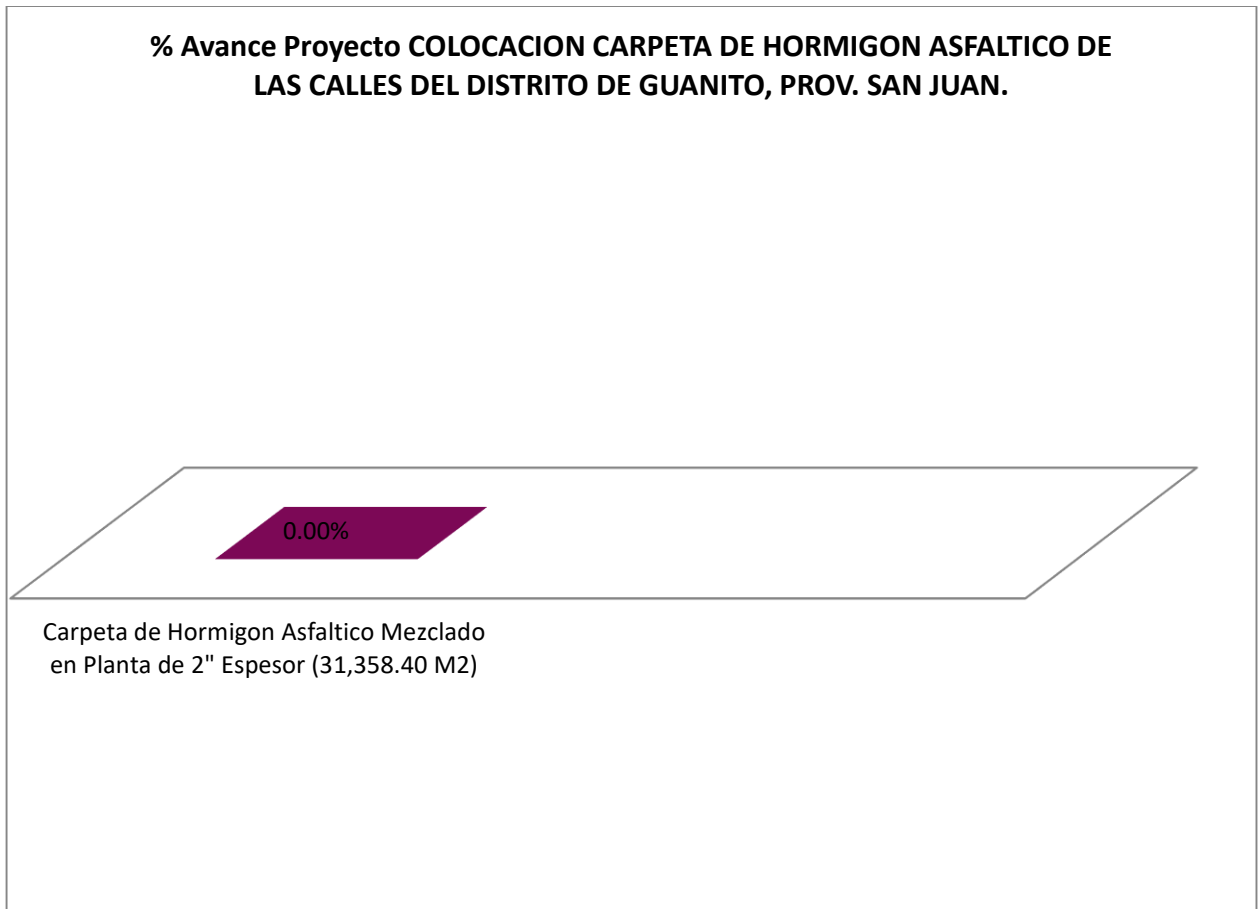 % Avance Proyecto COLOCACION CARPETA DE HORMIGON ASFALTICO DE
LAS CALLES DEL DISTRITO DE GUANITO, PROV. SAN JUAN.
0.00%
Carpeta de Hormigon Asfaltico Mezclado
en Planta de 2" Espesor (31,358.40 M2)